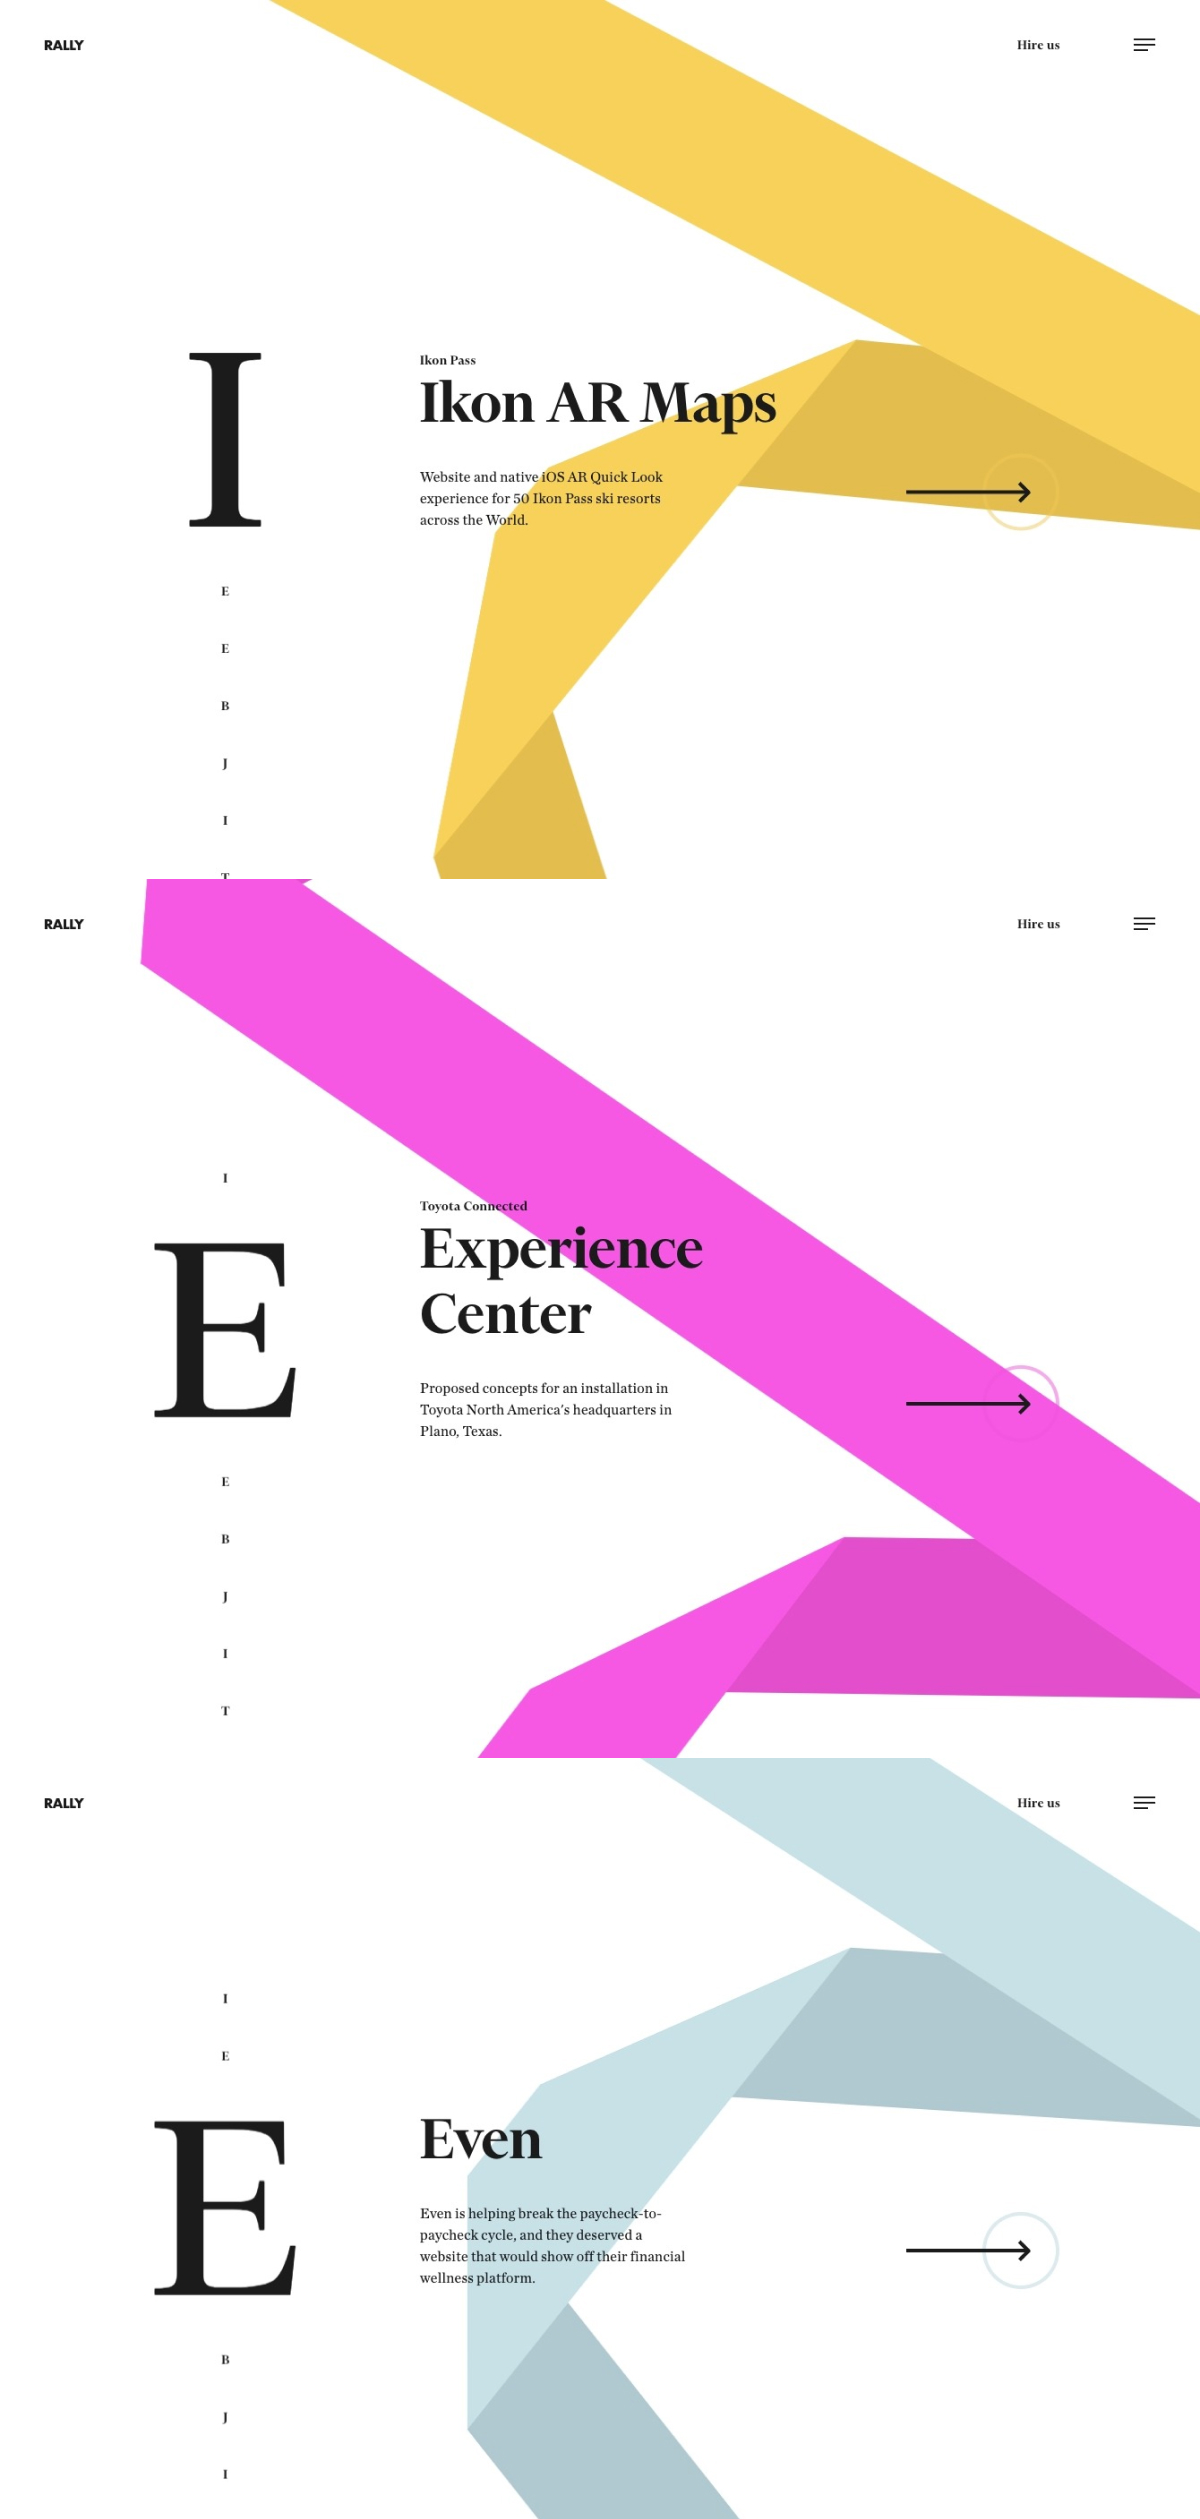 RALLY
Hire us
I
Ikon Pass
Ikon AR Maps
Website and native iOS AR Quick Look
experience for 50 Ikon Pass ski resorts
across the World.
E
E
B
J
I
T
RALLY
Hire us
I
Toyota Connected
E
Experience
Center
Proposed concepts for an installation in
Toyota North America's headquarters in
Plano, Texas.
E
B
J
I
T
RALLY
Hire us
I
E
E
Even
Even is helping break the paycheck-to-
paycheck cycle, and they deserved a
website that would show off their financial
wellness platform.
B
J
I